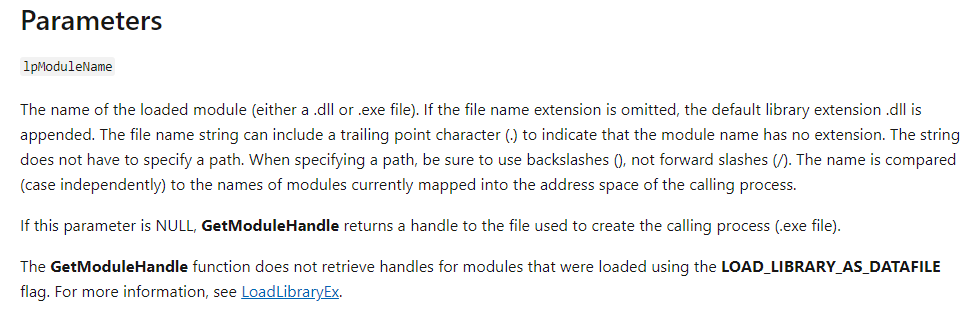 Parameters
lpModuleName
The name of the loaded module (either a .dll or .exe file). If the file name extension is omitted, the default library extension .dll is
appended. The file name string can include a trailing point character (.) to indicate that the module name has no extension. The string
does not have to specify a path. When specifying a path, be sure to use backslashes (), not forward slashes (/). The name is compared
(case independently) to the names of modules currently mapped into the address space of the calling process.
If this parameter is NULL, GetModuleHandle returns a handle to the file used to create the calling process (.exe file).
The GetModuleHandle function does not retrieve handles for modules that were loaded using the LOAD_LIBRARY_AS_DATAFILE
flag. For more information, see LoadLibraryEx.